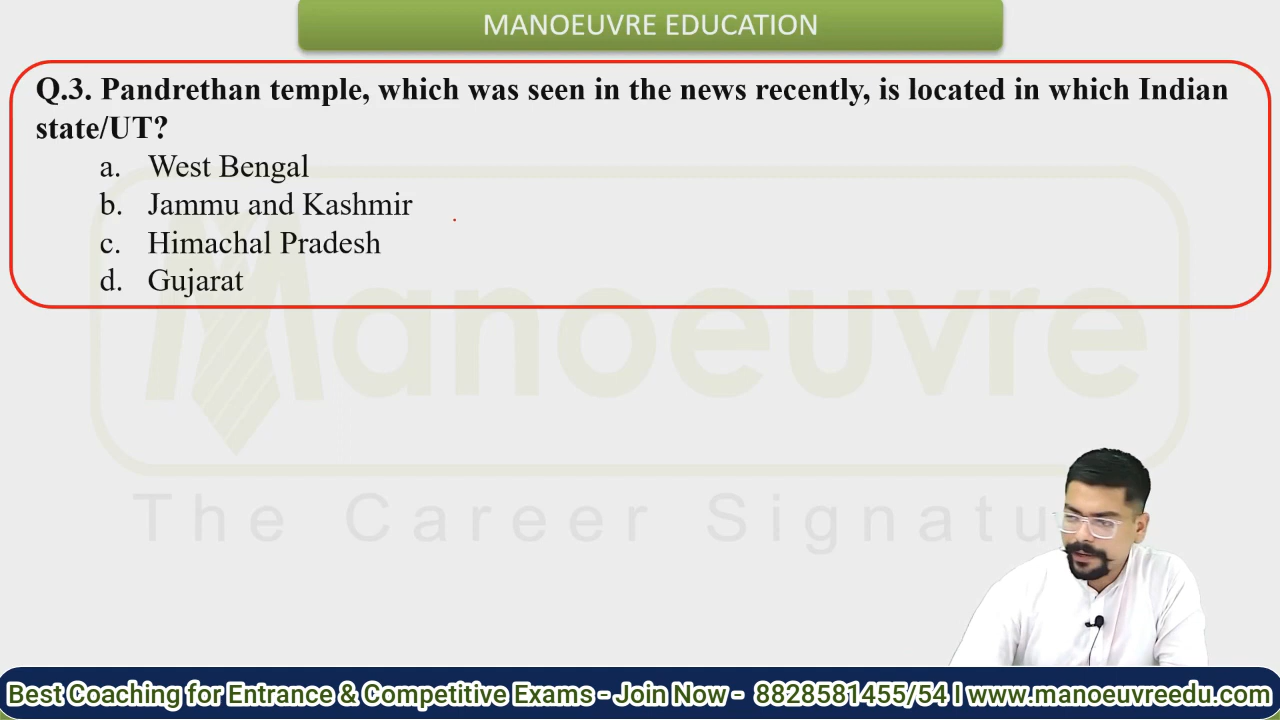 MANOEUVRE EDUCATION
Q.3. Pandrethan temple, which was seen in the news recently, is located in which Indian
state/UT?
a. West Bengal
b. Jammu and Kashmir
c. Himachal Pradesh
d. Gujarat
Manoeuvre
The Career Signatu
Best Coaching for Entrance & Competitive Exams - Join Now - 8828581455/54 I www.manoeuvreedu.com